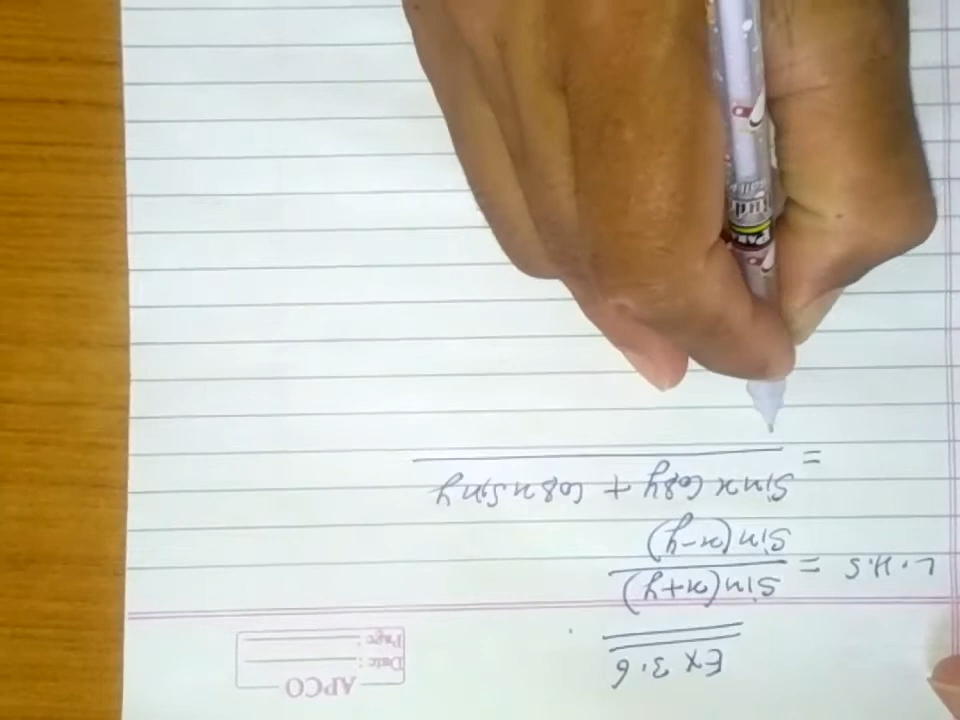 APCO
Date:
Page:
Ex 3.6
L.H.S = sin(x+y)
sin(x-y)
sinx cosy + cosx siny
=